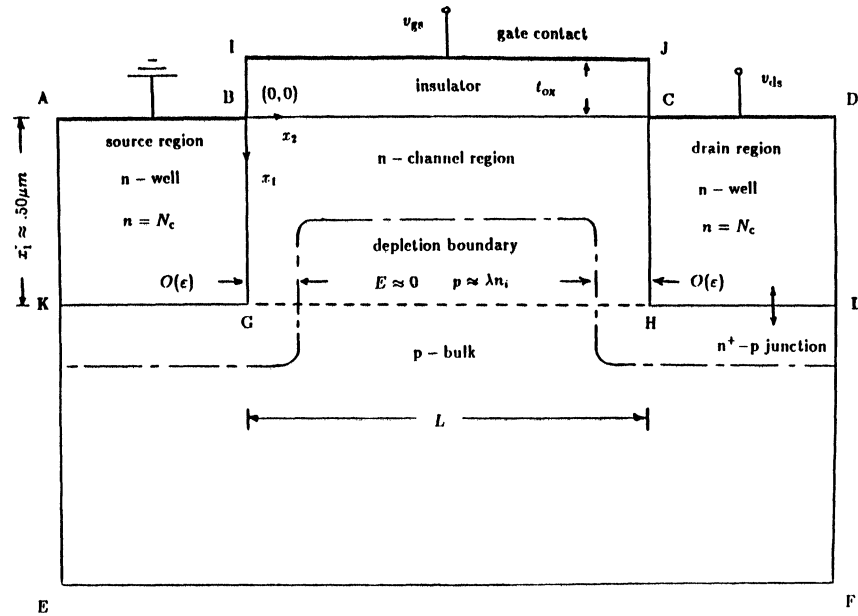 v_gs
gate contact
I
J
insulator
t_ox
v_ds
A
B
(0,0)
C
D
x_2
x_1
source region
n - well
n = N_c
n - channel region
drain region
n - well
n = N_c
x_1^· ≈ .50μm
depletion boundary
O(ε)
E ≈ 0
p ≈ λn_i
O(ε)
K
G
H
L
n^+ -p junction
p - bulk
L
E
F